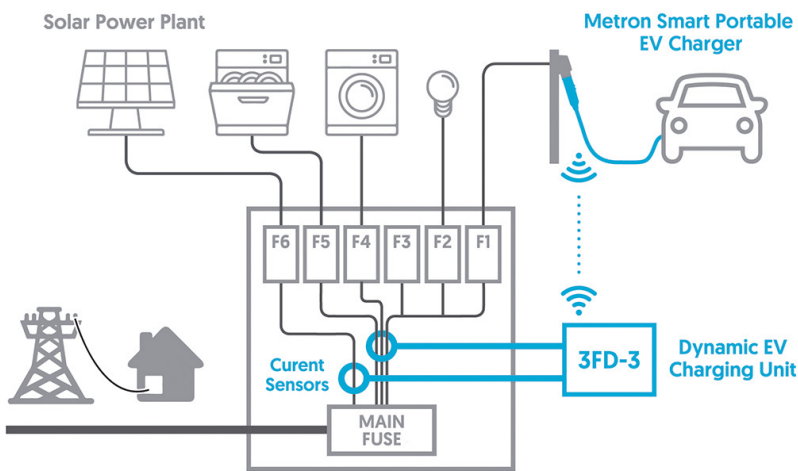 Solar Power Plant
Metron Smart Portable
EV Charger
F6
F5
F4
F3
F2
F1
Curent
Sensors
3FD-3
Dynamic EV
Charging Unit
MAIN
FUSE